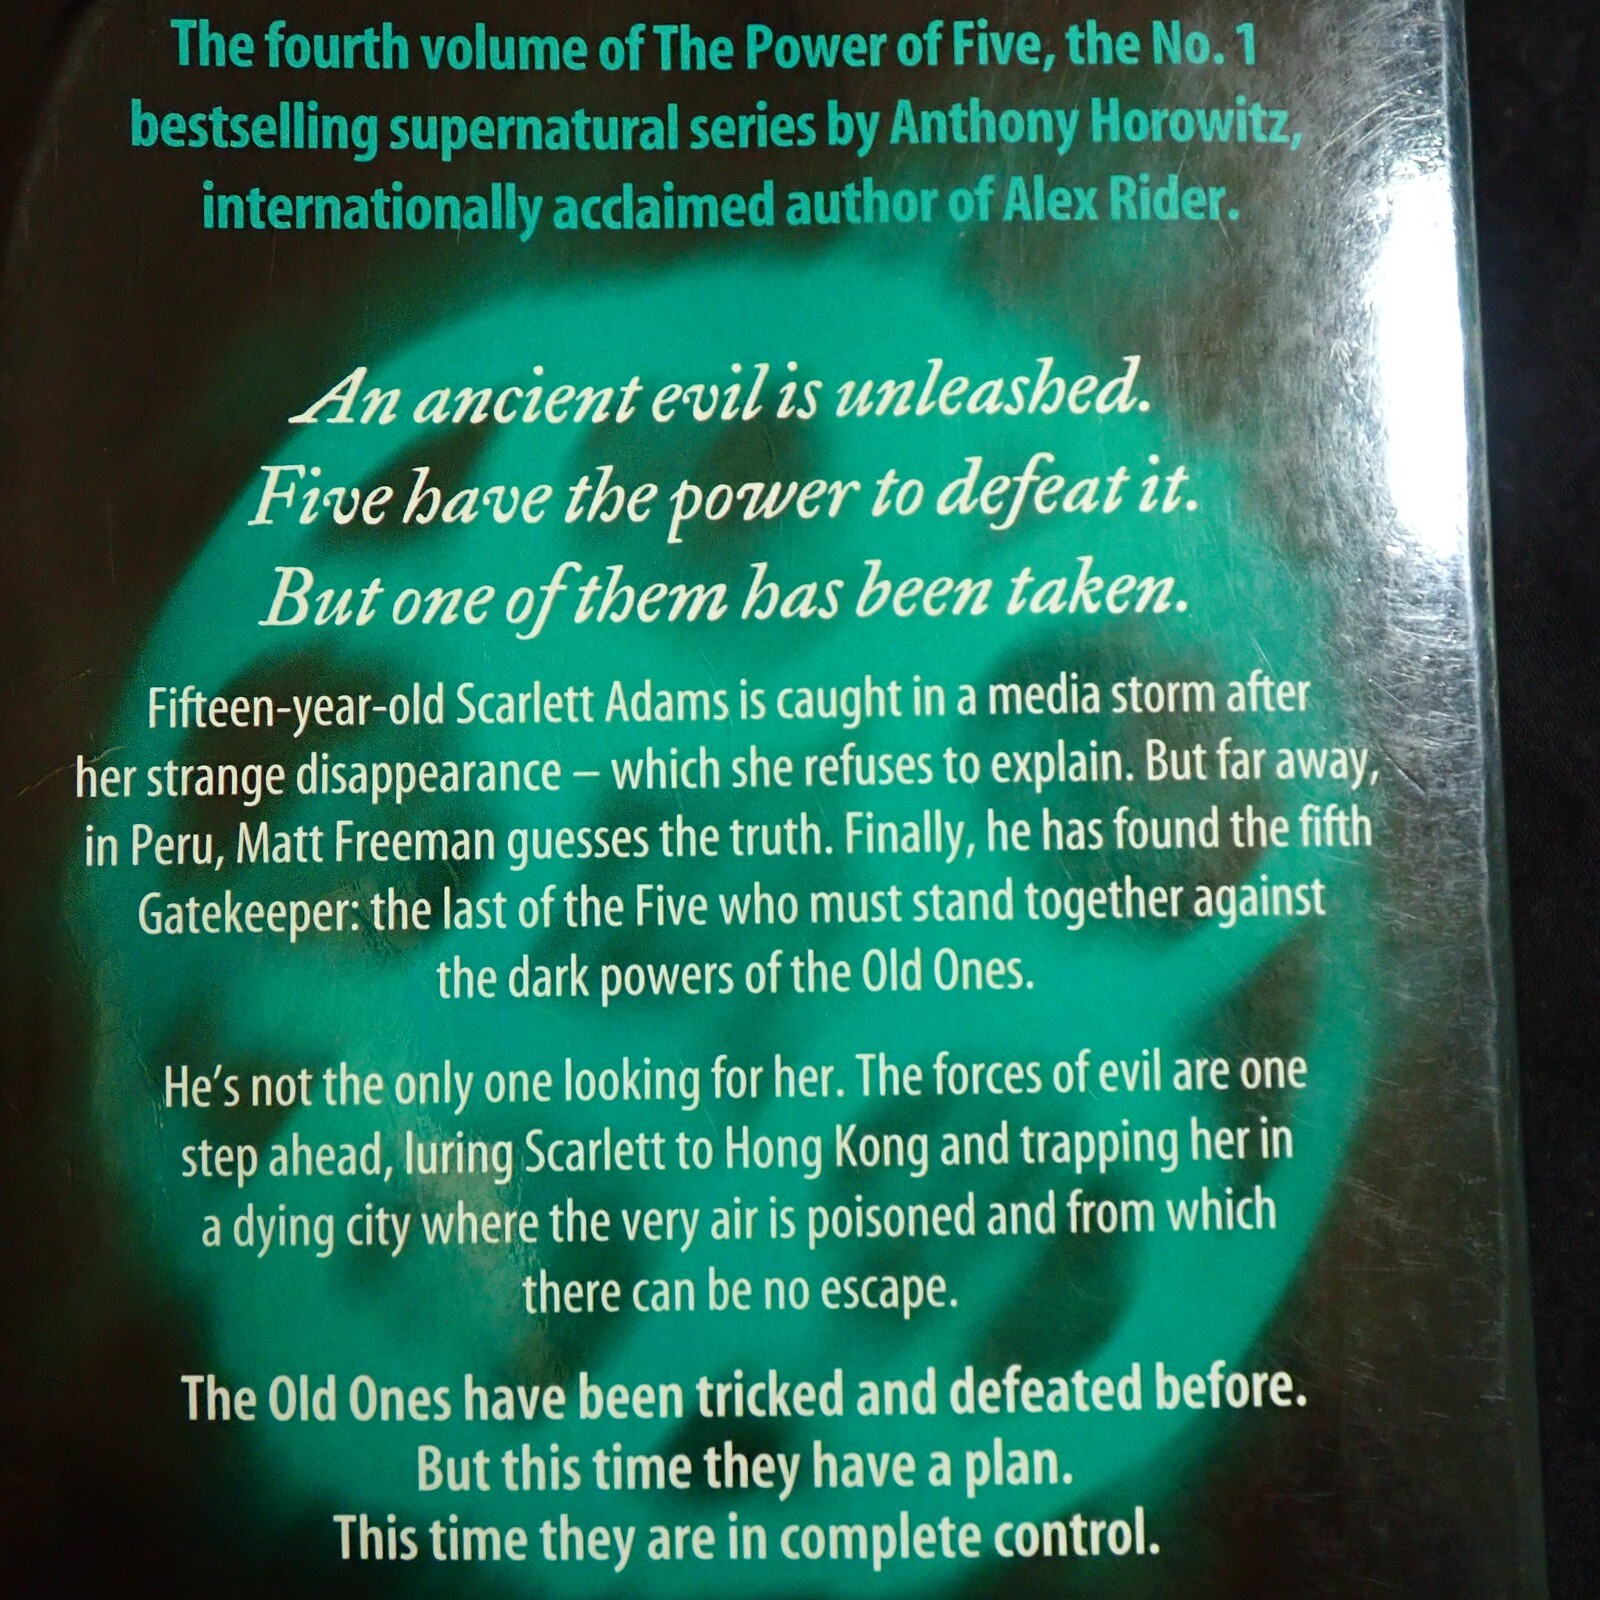 The fourth volume of The Power of Five, the No. 1
bestselling supernatural series by Anthony Horowitz,
internationally acclaimed author of Alex Rider.
An ancient evil is unleashed.
Five have the power to defeat it.
But one of them has been taken.
Fifteen-year-old Scarlett Adams is caught in a media storm after
her strange disappearance – which she refuses to explain. But far away,
in Peru, Matt Freeman guesses the truth. Finally, he has found the fifth
Gatekeeper: the last of the Five who must stand together against
the dark powers of the Old Ones.
He's not the only one looking for her. The forces of evil are one
step ahead, luring Scarlett to Hong Kong and trapping her in
a dying city where the very air is poisoned and from which
there can be no escape.
The Old Ones have been tricked and defeated before.
But this time they have a plan.
This time they are in complete control.